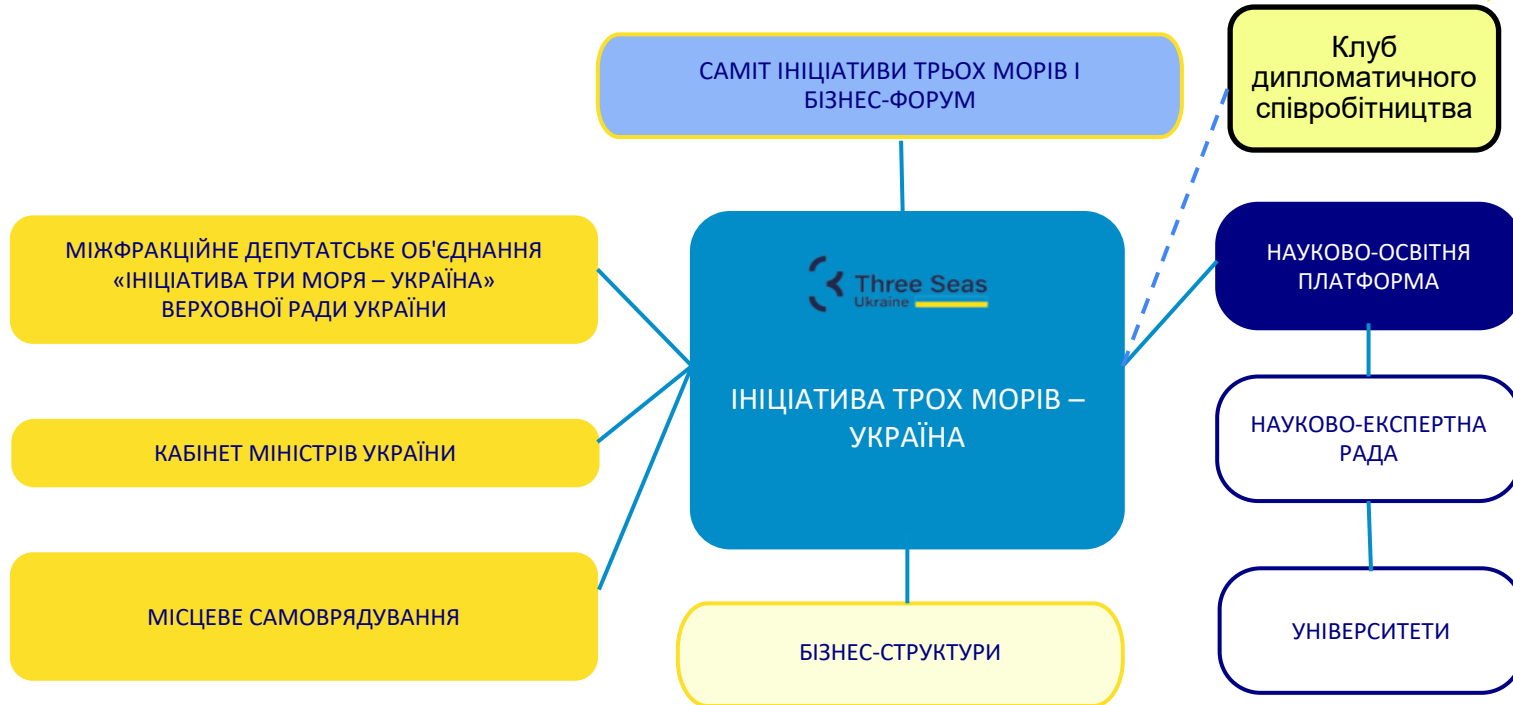 САМІТ ІНІЦІАТИВИ ТРЬОХ МОРІВ І
БІЗНЕС-ФОРУМ
Клуб
дипломатичного
співробітництва
МІЖФРАКЦІЙНЕ ДЕПУТАТСЬКЕ ОБ'ЄДНАННЯ
«ІНІЦІАТИВА ТРИ МОРЯ – УКРАЇНА»
ВЕРХОВНОЇ РАДИ УКРАЇНИ
КАБІНЕТ МІНІСТРІВ УКРАЇНИ
МІСЦЕВЕ САМОВРЯДУВАННЯ
Three Seas
Ukraine
ІНІЦІАТИВА ТРОХ МОРІВ –
УКРАЇНА
БІЗНЕС-СТРУКТУРИ
НАУКОВО-ОСВІТНЯ
ПЛАТФОРМА
НАУКОВО-ЕКСПЕРТНА
РАДА
УНІВЕРСИТЕТИ